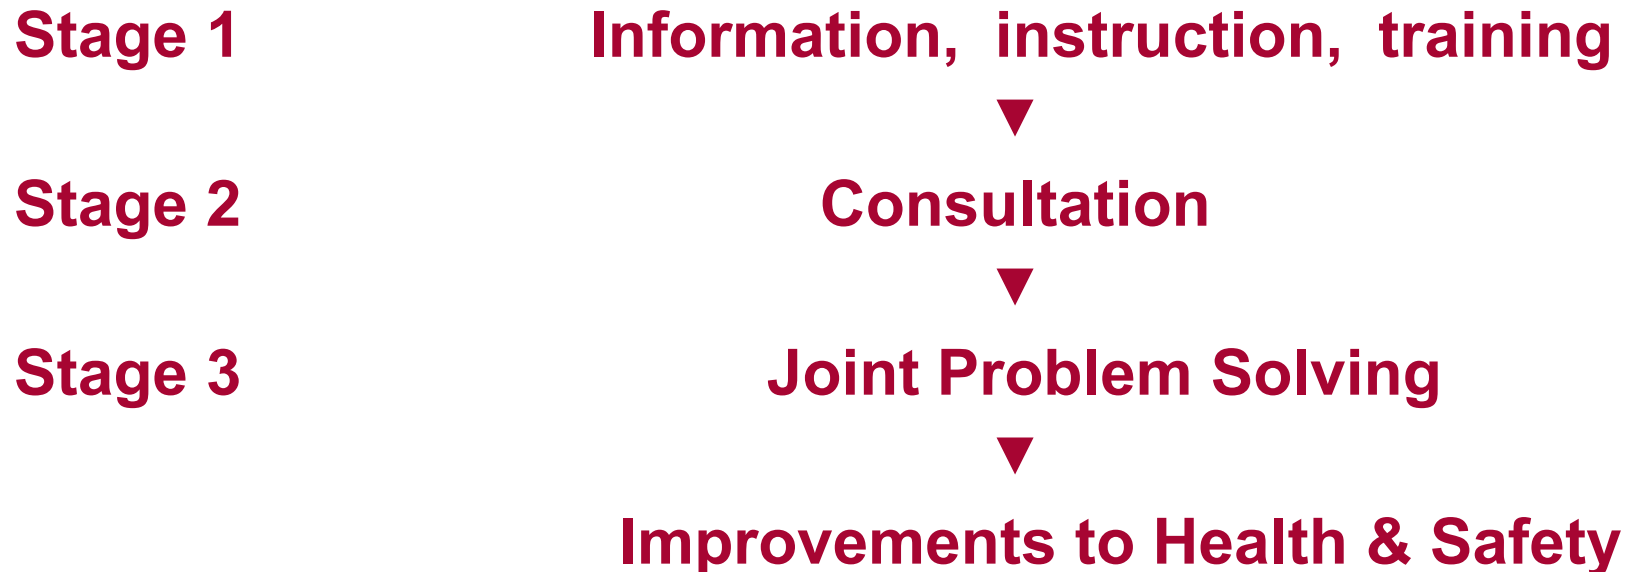 Stage 1 Information, instruction, training
▼
Stage 2 Consultation
▼
Stage 3 Joint Problem Solving
▼
Improvements to Health & Safety